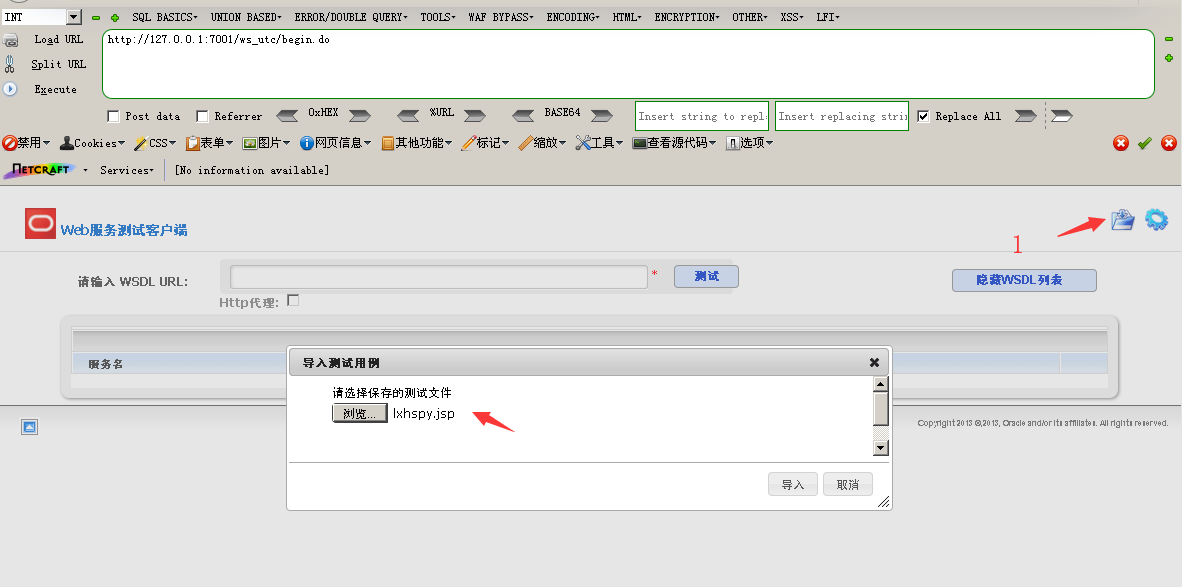 INT SQL BASICS UNION BASED ERROR/DOUBLE QUERY TOOLS WAF BYPASS ENCODING HTML ENCRYPTION OTHER XSS LFI
Load URL http://127.0.0.1:7001/ws_utc/begin.do
Split URL
Execute
Post data Referrer 0xHEX %URL BASE64 Insert string to repl Insert replacing stri Replace All
禁用 Cookies CSS 表单 图片 网页信息 其他功能 标记 缩放 工具 查看源代码 选项
NETCRAFT Services [No information available]
Web服务测试客户端
1
请输入 WSDL URL: * 测试 隐藏WSDL列表
Http代理:
服务名
导入测试用例
请选择保存的测试文件
浏览... lxhspy.jsp
Copyright 2013 ©,2013, Oracle and/or its affiliates. All rights reserved.
导入 取消